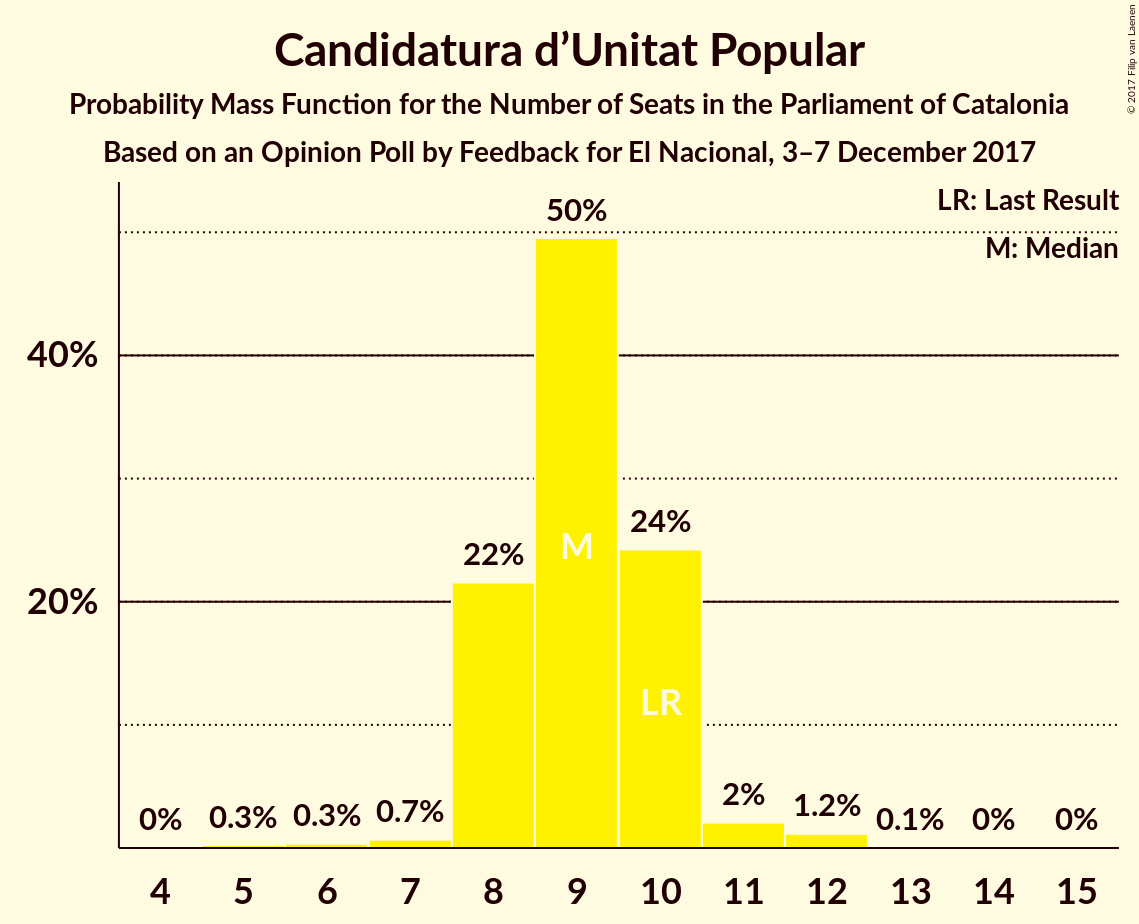 Candidatura d’Unitat Popular
Probability Mass Function for the Number of Seats in the Parliament of Catalonia
Based on an Opinion Poll by Feedback for El Nacional, 3–7 December 2017
© 2017 Filip van Laenen
LR: Last Result
M: Median
50%
40%
24%
22%
M
20%
LR
0%
0.3%
0.3%
0.7%
2%
1.2%
0.1%
0%
0%
4 5 6 7 8 9 10 11 12 13 14 15